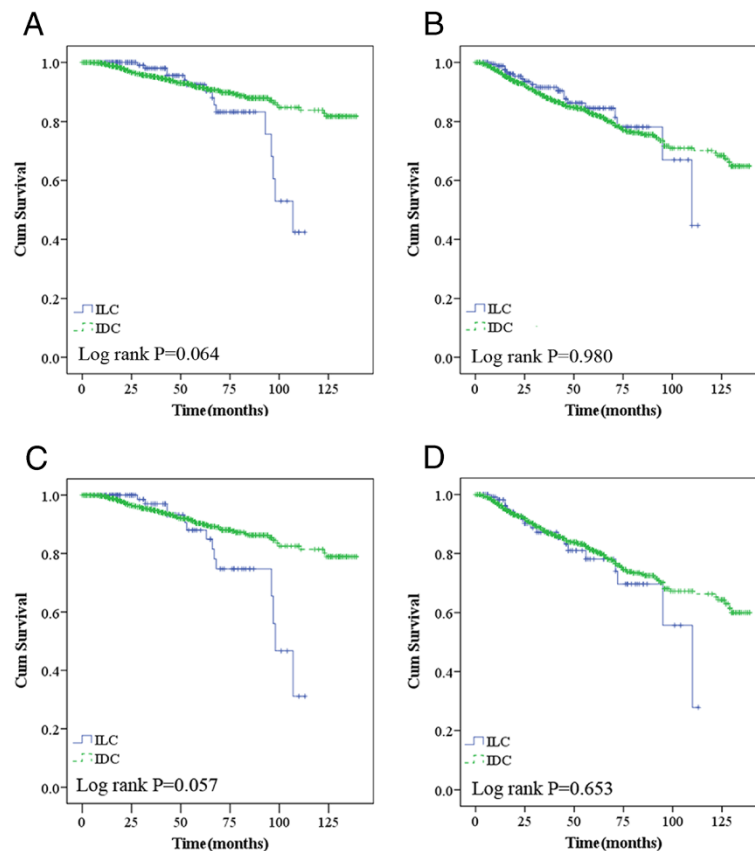 A
Cum Survival
1.0
0.8
0.6
0.4
0.2
0.0
ILC
IDC
Log rank P=0.064
0 25 50 75 100 125
Time(months)
B
Cum Survival
1.0
0.8
0.6
0.4
0.2
0.0
ILC
IDC
Log rank P=0.980
0 25 50 75 100 125
Time(months)
C
Cum Survival
1.0
0.8
0.6
0.4
0.2
0.0
ILC
IDC
Log rank P=0.057
0 25 50 75 100 125
Time (months)
D
Cum Survival
1.0
0.8
0.6
0.4
0.2
0.0
ILC
IDC
Log rank P=0.653
0 25 50 75 100 125
Time (months)